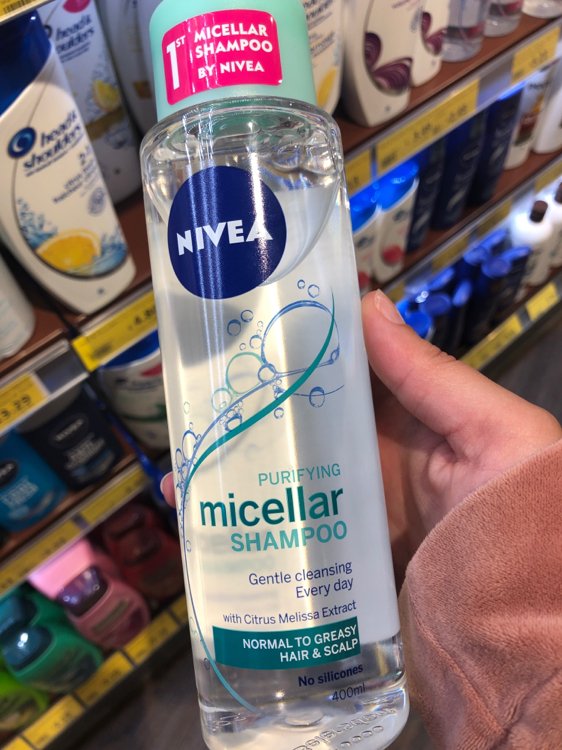 1ST MICELLAR
SHAMPOO
BY NIVEA
NIVEA
PURIFYING
micellar
SHAMPOO
Gentle cleansing
Every day
with Citrus Melissa Extract
NORMAL TO GREASY
HAIR & SCALP
No silicones
400ml
head &
shoulders